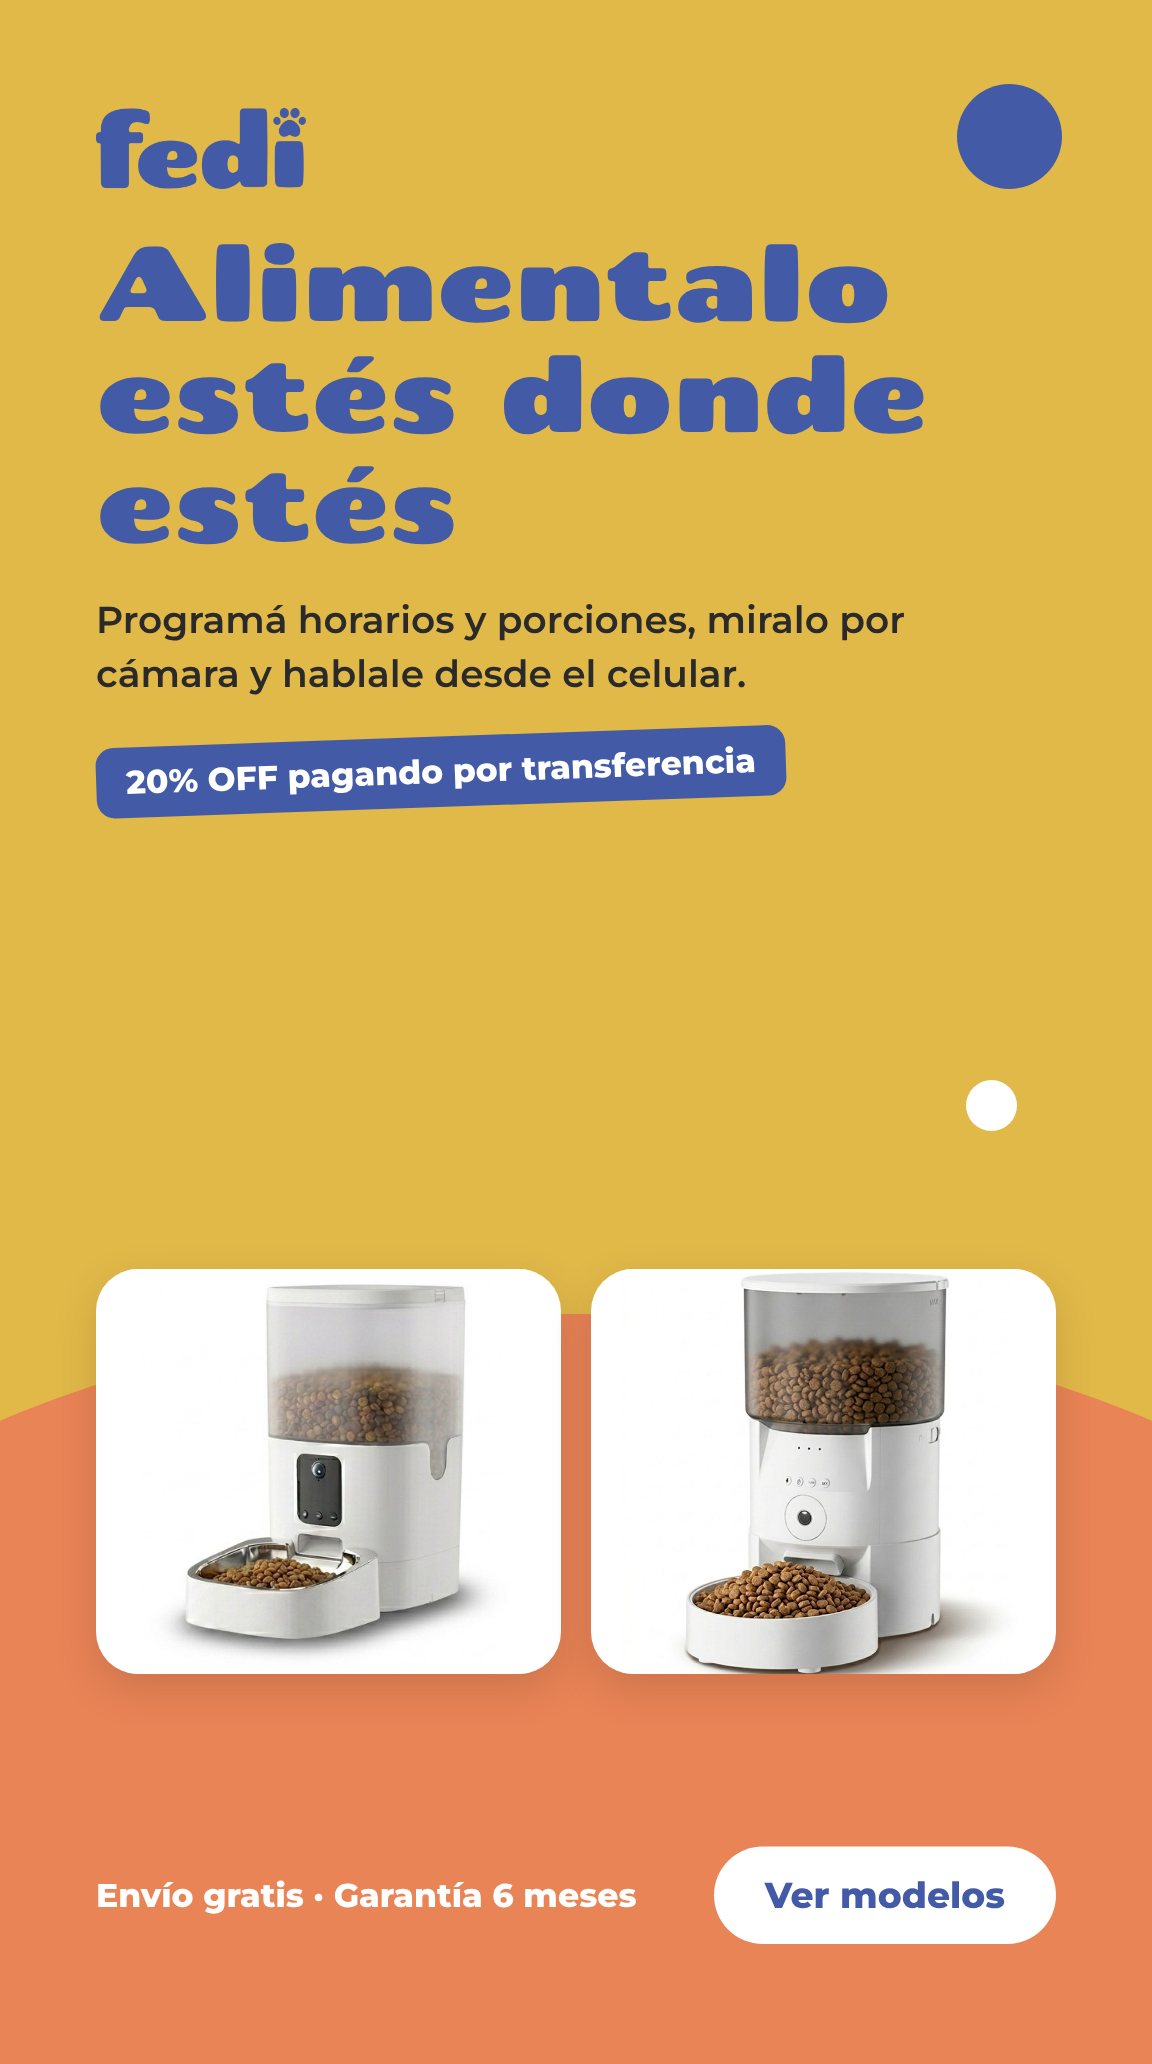 fedi
Alimentalo
estés donde
estés
Programá horarios y porciones, miralo por
cámara y hablale desde el celular.
20% OFF pagando por transferencia
Envío gratis • Garantía 6 meses
Ver modelos